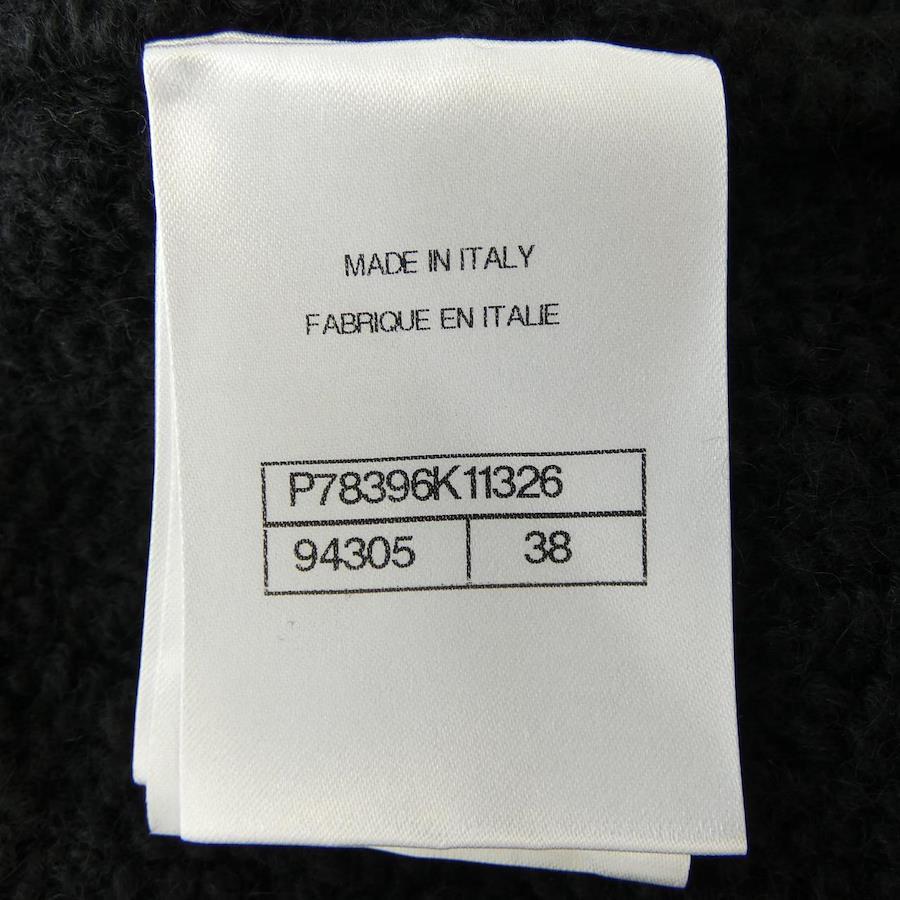 MADE IN ITALY
FABRIQUE EN ITALIE
P78396K11326
94305 38